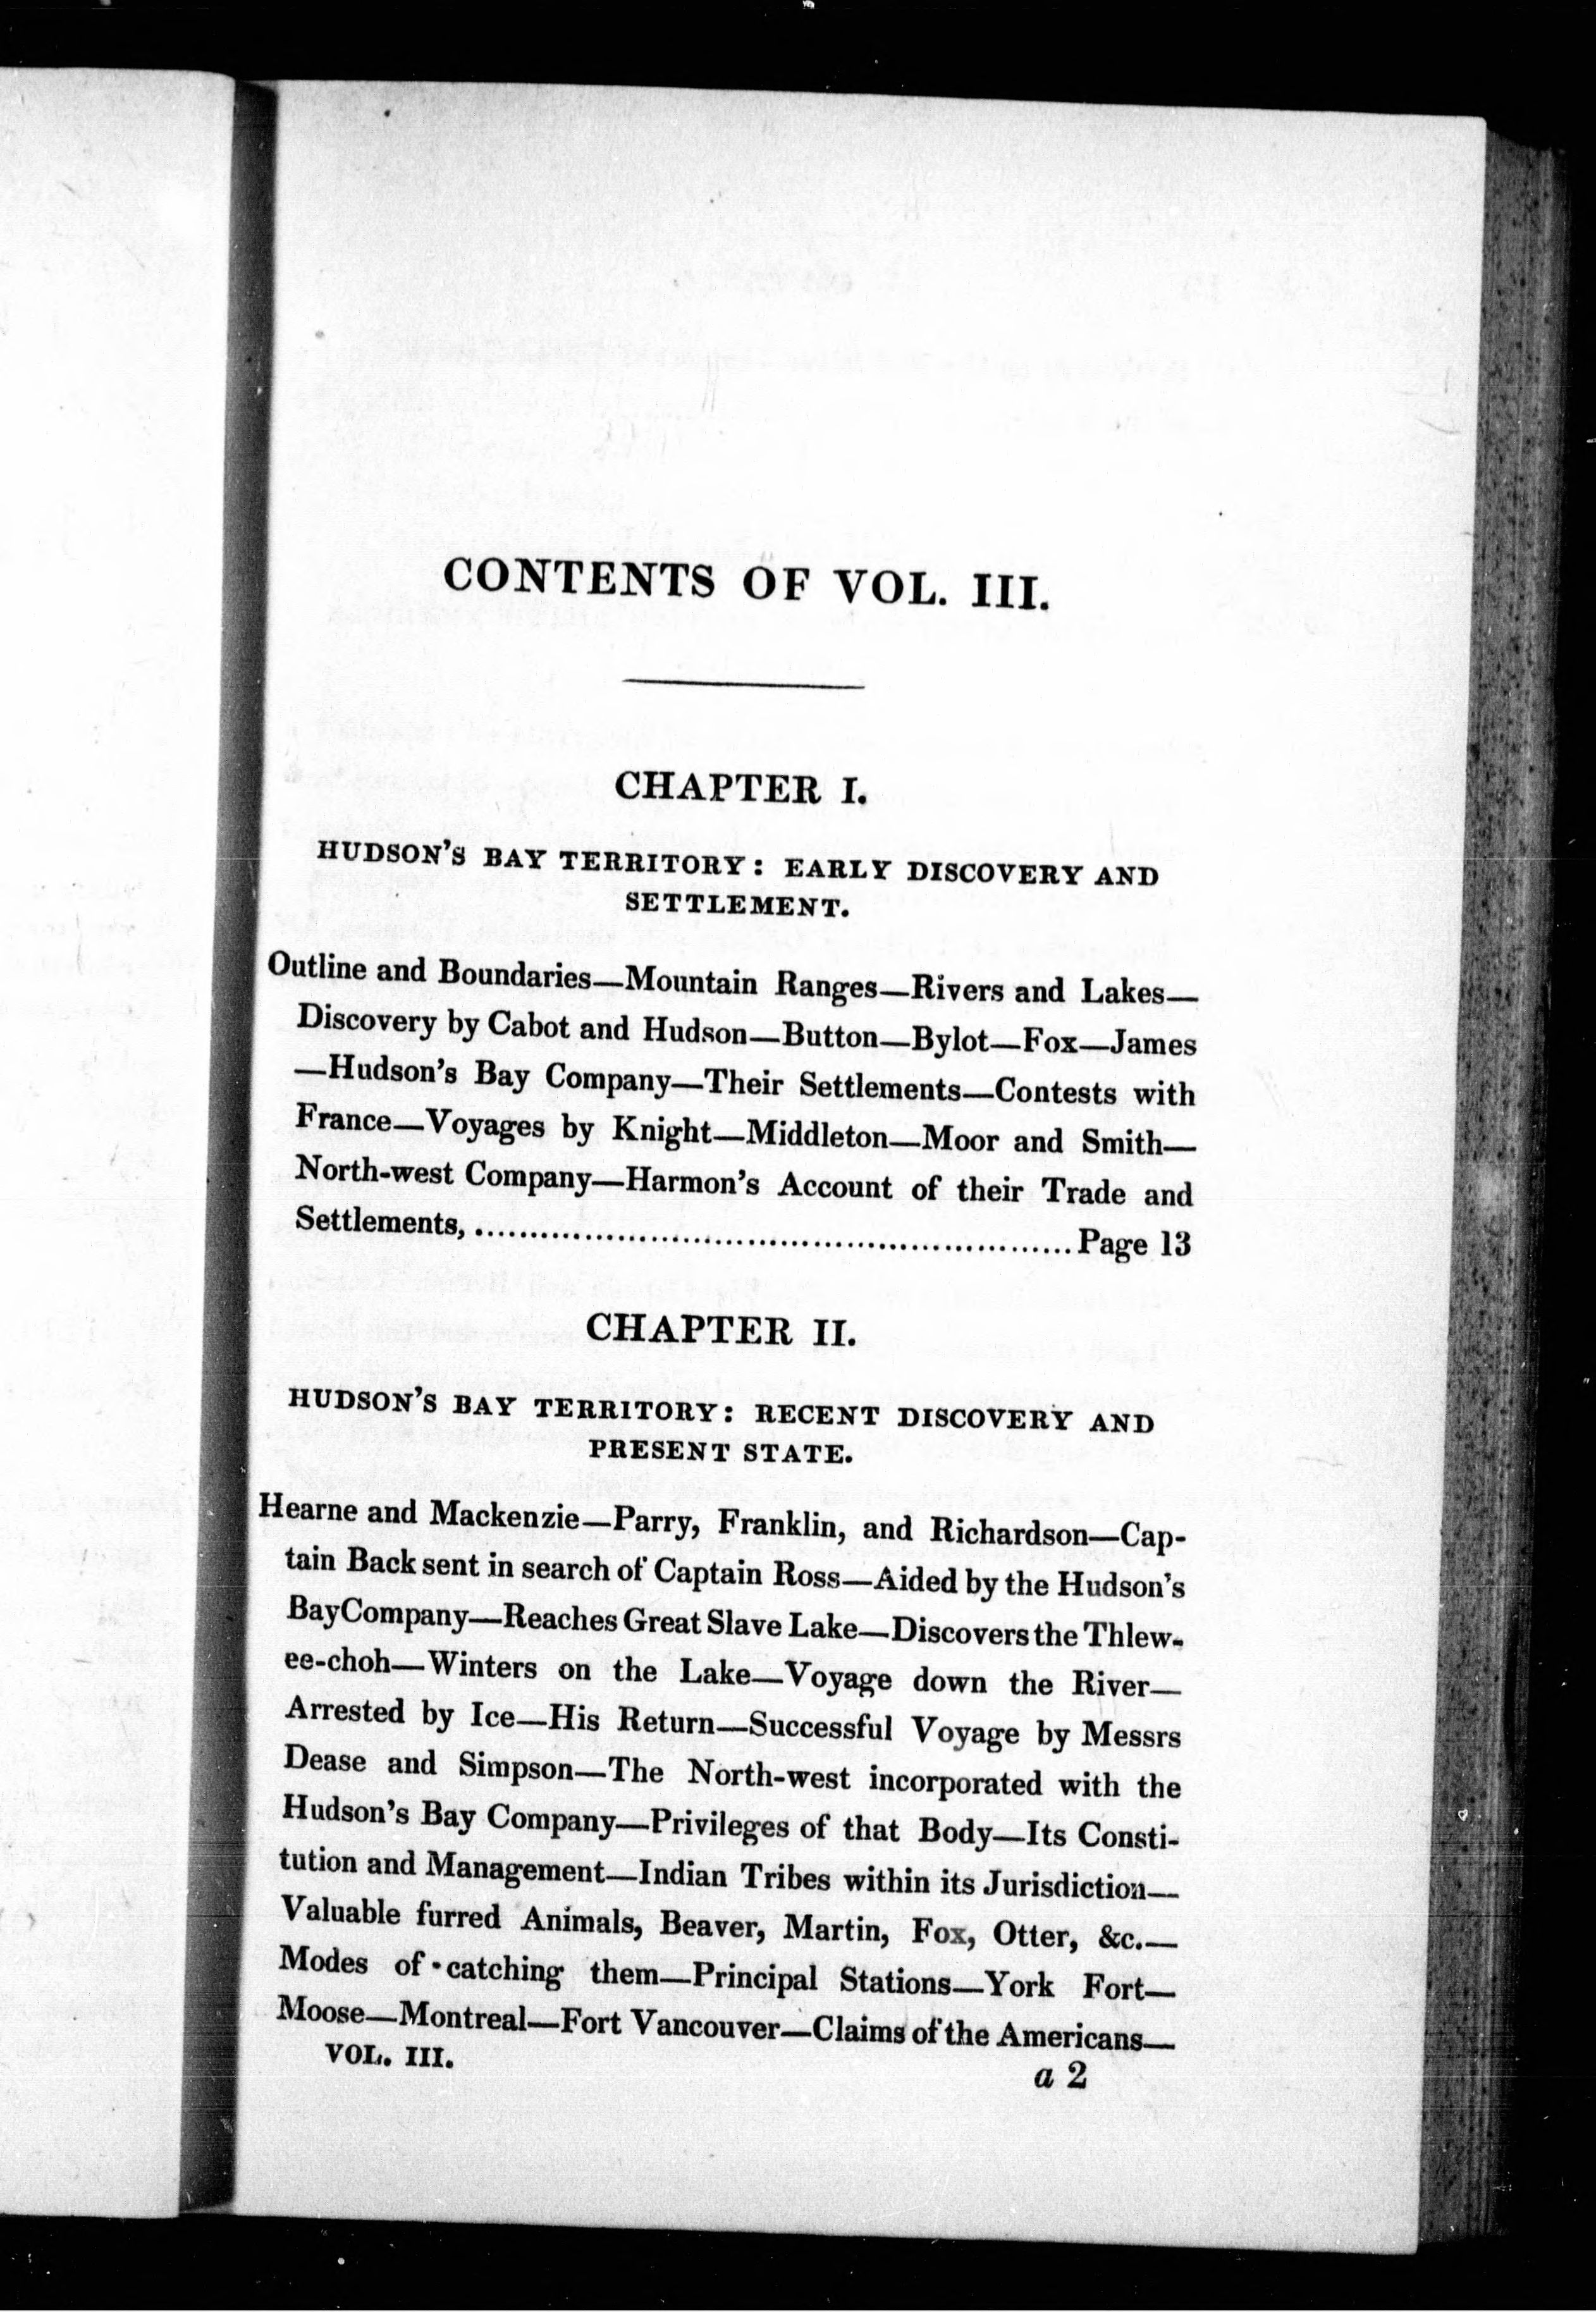 CONTENTS OF VOL. III.
CHAPTER I.
HUDSON'S BAY TERRITORY: EARLY DISCOVERY AND
SETTLEMENT.
Outline and Boundaries—Mountain Ranges—Rivers and Lakes—
Discovery by Cabot and Hudson—Button—Bylot—Fox—James
—Hudson's Bay Company—Their Settlements—Contests with
France—Voyages by Knight—Middleton—Moor and Smith—
North-west Company—Harmon's Account of their Trade and
Settlements, ............................................................Page 13
CHAPTER II.
HUDSON'S BAY TERRITORY: RECENT DISCOVERY AND
PRESENT STATE.
Hearne and Mackenzie—Parry, Franklin, and Richardson—Cap-
tain Back sent in search of Captain Ross—Aided by the Hudson's
Bay Company—Reaches Great Slave Lake—Discovers the Thlew-
ee-choh—Winters on the Lake—Voyage down the River—
Arrested by Ice—His Return—Successful Voyage by Messrs
Dease and Simpson—The North-west incorporated with the
Hudson's Bay Company—Privileges of that Body—Its Consti-
tution and Management—Indian Tribes within its Jurisdiction—
Valuable furred Animals, Beaver, Martin, Fox, Otter, &c.—
Modes of catching them—Principal Stations—York Fort—
Moose—Montreal—Fort Vancouver—Claims of the Americans—
VOL. III.
a 2